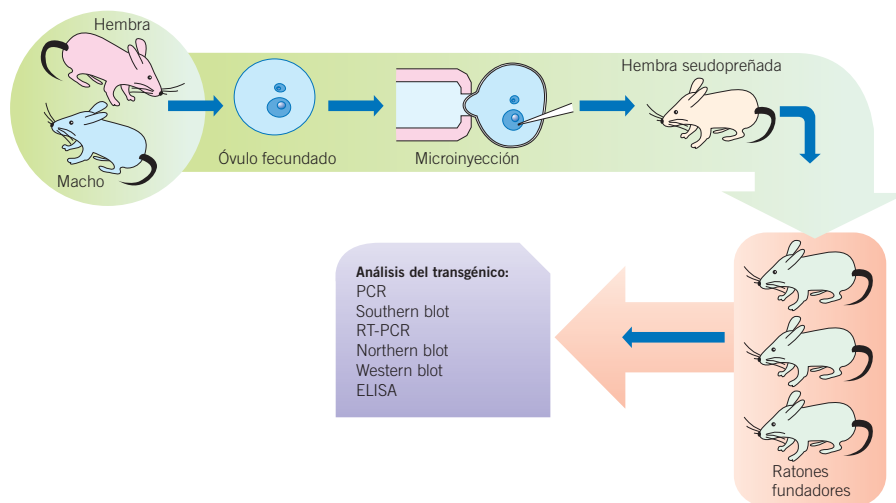 Hembra
Macho
Óvulo fecundado
Microinyección
Hembra seudopreñada
Análisis del transgénico:
PCR
Southern blot
RT-PCR
Northern blot
Western blot
ELISA
Ratones
fundadores